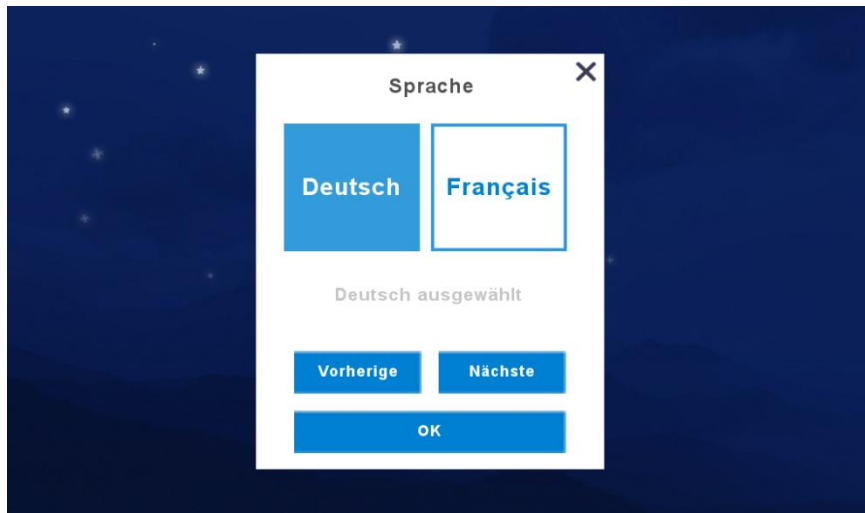 Sprache
Deutsch Français
Deutsch ausgewählt
Vorherige Nächste
OK